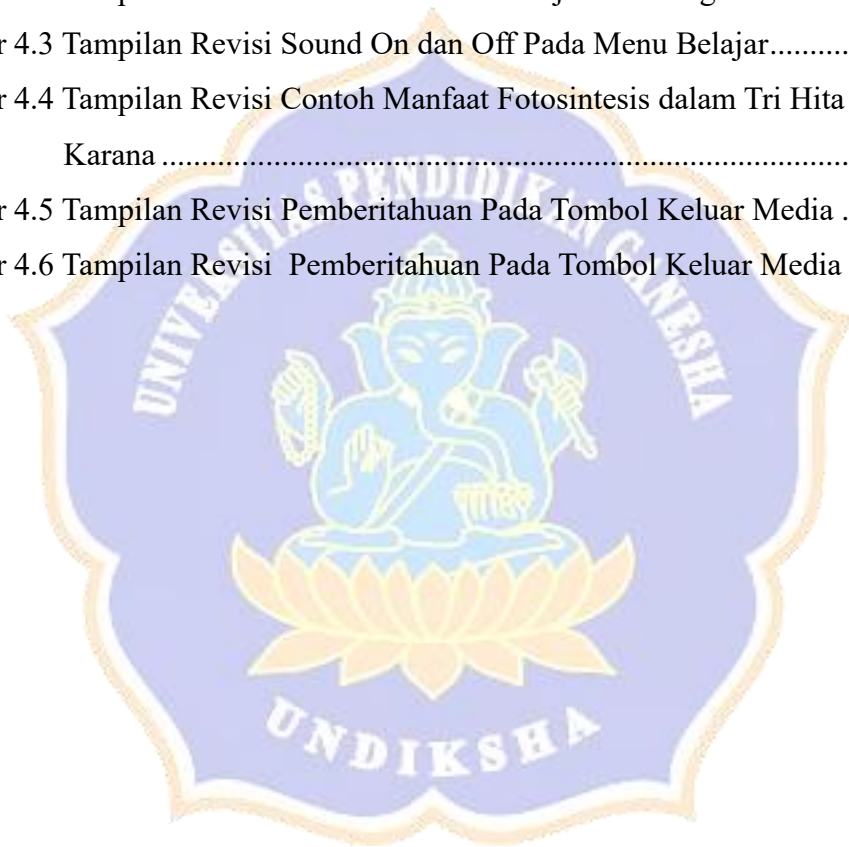 r 4.3 Tampilan Revisi Sound On dan Off Pada Menu Belajar..........
r 4.4 Tampilan Revisi Contoh Manfaat Fotosintesis dalam Tri Hita
Karana ........................................................................................
r 4.5 Tampilan Revisi Pemberitahuan Pada Tombol Keluar Media .
r 4.6 Tampilan Revisi  Pemberitahuan Pada Tombol Keluar Media
UNIVERSITAS PENDIDIKAN GANESHA
UNDIKSHA